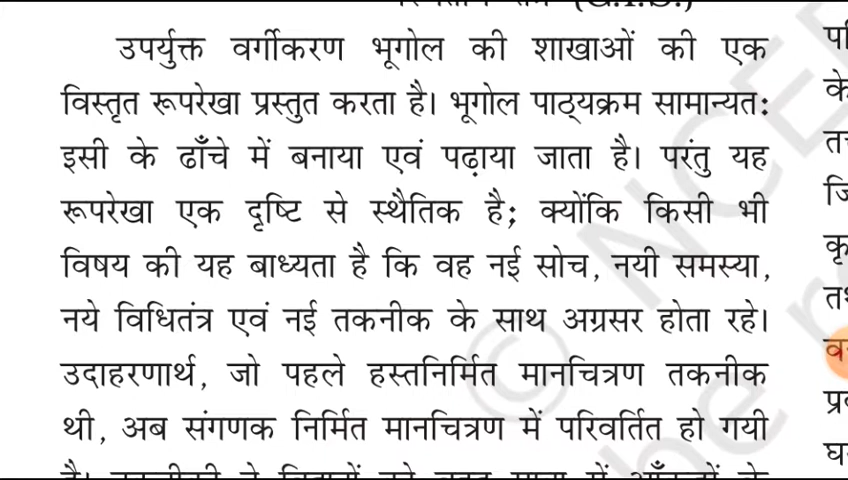 (G.I.S.)
उपर्युक्त वर्गीकरण भूगोल की शाखाओं की एक
विस्तृत रूपरेखा प्रस्तुत करता है। भूगोल पाठ्यक्रम सामान्यत:
इसी के ढाँचे में बनाया एवं पढ़ाया जाता है। परंतु यह
रूपरेखा एक दृष्टि से स्थैतिक है; क्योंकि किसी भी
विषय की यह बाध्यता है कि वह नई सोच, नयी समस्या,
नये विधितंत्र एवं नई तकनीक के साथ अग्रसर होता रहे।
उदाहरणार्थ, जो पहले हस्तनिर्मित मानचित्रण तकनीक
थी, अब संगणक निर्मित मानचित्रण में परिवर्तित हो गयी
है।
© NCE
be r